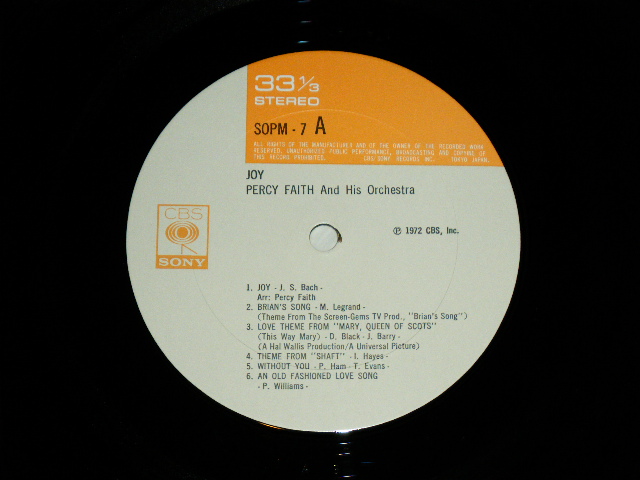 33 1/3
STEREO
SOPM - 7 A
ALL RIGHTS OF THE MANUFACTURER AND OF THE OWNER OF THE RECORDED WORK
RESERVED. UNAUTHORIZED PUBLIC PERFORMANCE, BROADCASTING AND COPYING OF
THIS RECORD PROHIBITED. CBS/SONY RECORDS INC. TOKYO JAPAN.
JOY
PERCY FAITH And His Orchestra
CBS
SONY
℗ 1972 CBS, Inc.
1. JOY - J. S. Bach -
Arr: Percy Faith
2. BRIAN'S SONG - M. Legrand -
(Theme From The Screen-Gems TV Prod., "Brian's Song")
3. LOVE THEME FROM "MARY, QUEEN OF SCOTS"
(This Way Mary) - D. Black - J. Barry -
(A Hal Wallis Production/A Universal Picture)
4. THEME FROM "SHAFT" - I. Hayes -
5. WITHOUT YOU - P. Ham - T. Evans -
6. AN OLD FASHIONED LOVE SONG
- P. Williams -